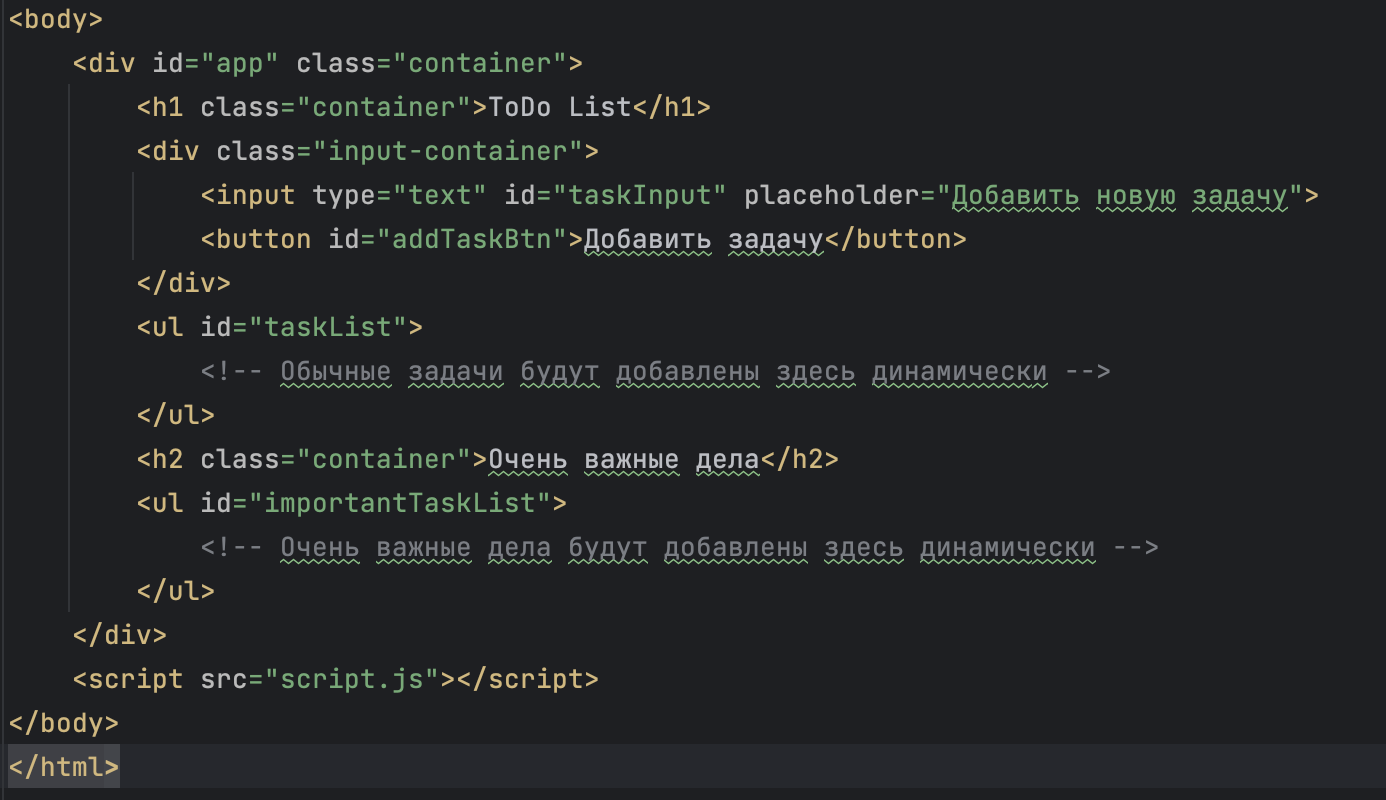 <body>
<div id="app" class="container">
<h1 class="container">ToDo List</h1>
<div class="input-container">
<input type="text" id="taskInput" placeholder="Добавить новую задачу">
<button id="addTaskBtn">Добавить задачу</button>
</div>
<ul id="taskList">
<!-- Обычные задачи будут добавлены здесь динамически -->
</ul>
<h2 class="container">Очень важные дела</h2>
<ul id="importantTaskList">
<!-- Очень важные дела будут добавлены здесь динамически -->
</ul>
</div>
<script src="script.js"></script>
</body>
</html>